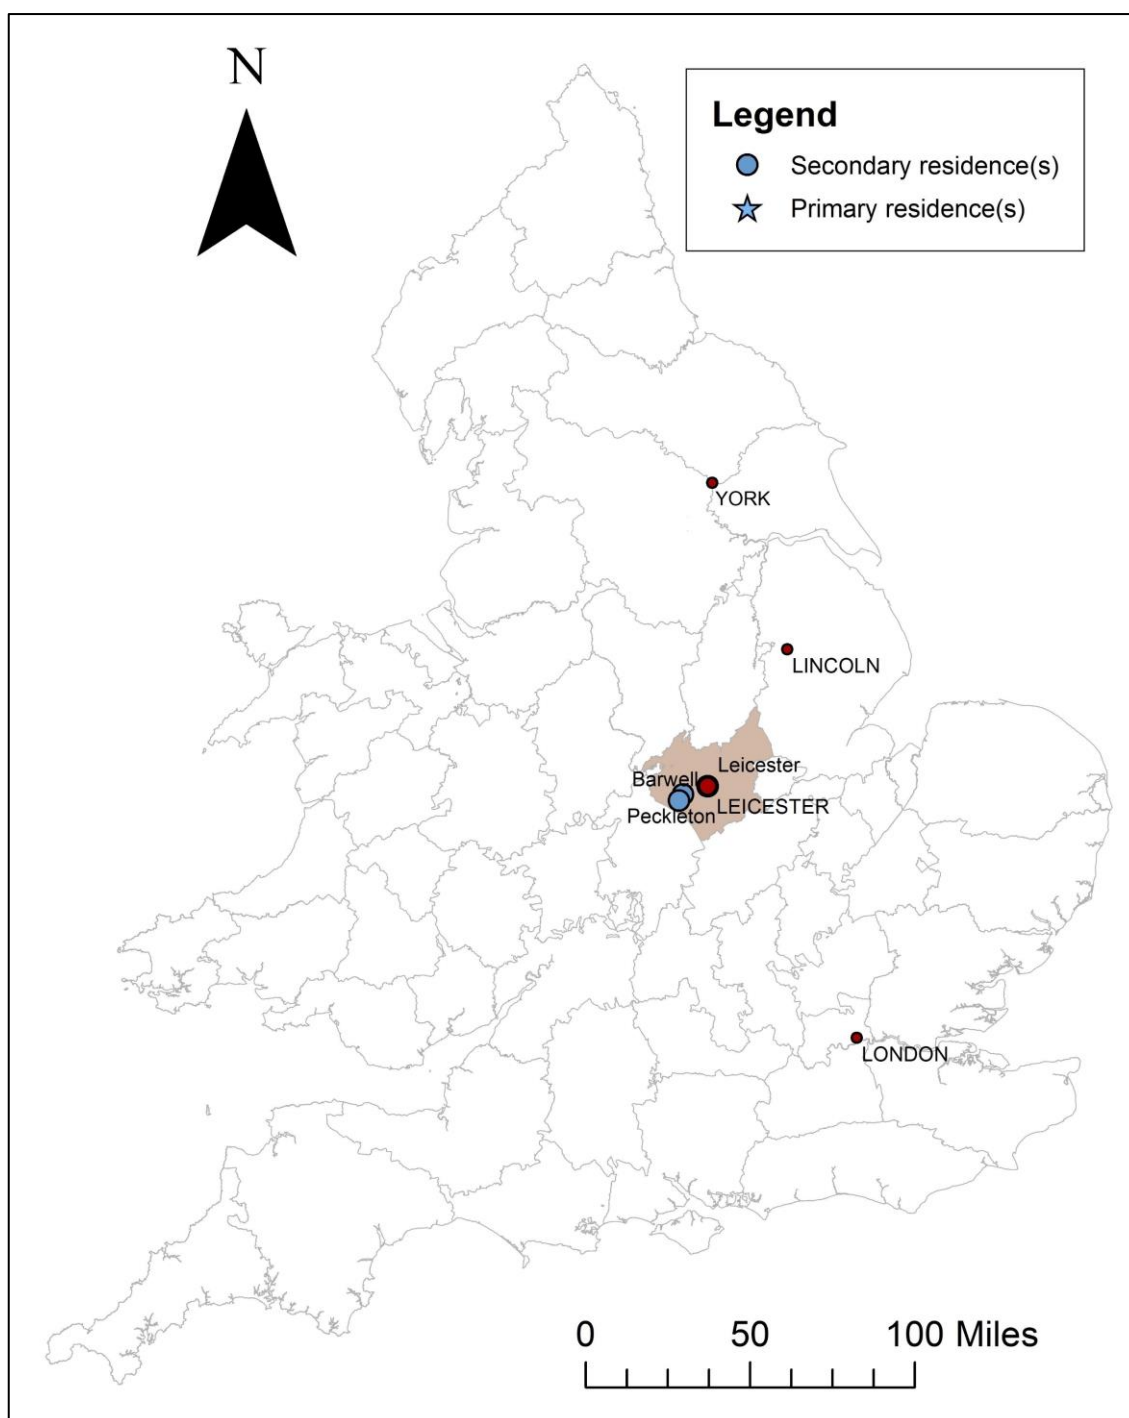 N
Legend
Secondary residence(s)
Primary residence(s)
YORK
LINCOLN
Leicester
Barwell
LEICESTER
Peckleton
LONDON
0 50 100 Miles